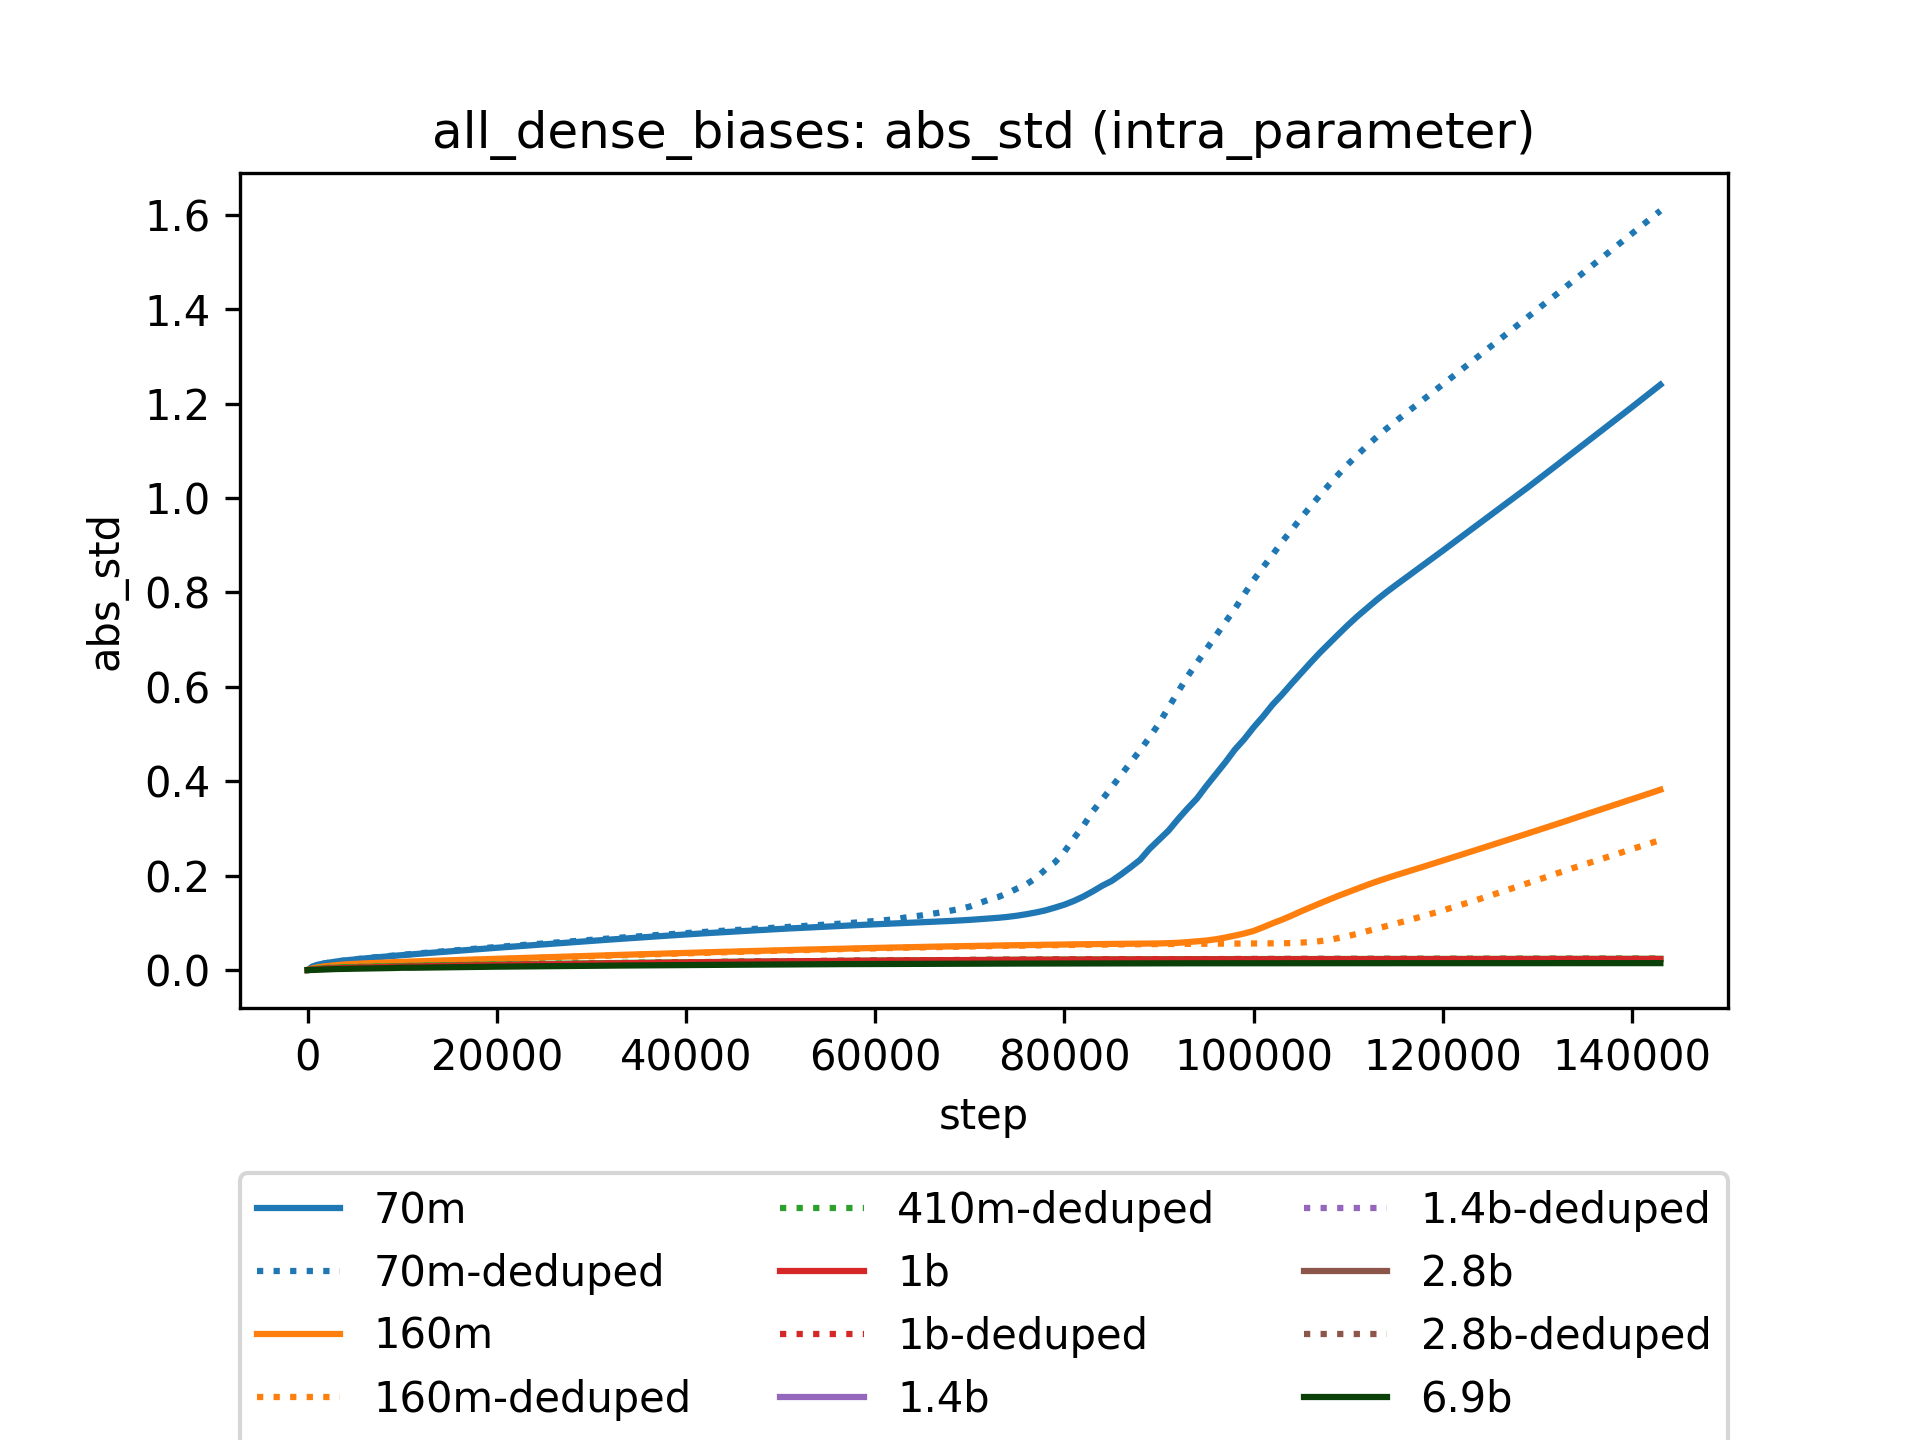 all_dense_biases: abs_std (intra_parameter)
1.6
1.4
1.2
1.0
0.8
0.6
0.4
0.2
0.0
abs_std
0 20000 40000 60000 80000 100000 120000 140000
step
70m
70m-deduped
160m
160m-deduped
410m-deduped
1b
1b-deduped
1.4b
1.4b-deduped
2.8b
2.8b-deduped
6.9b